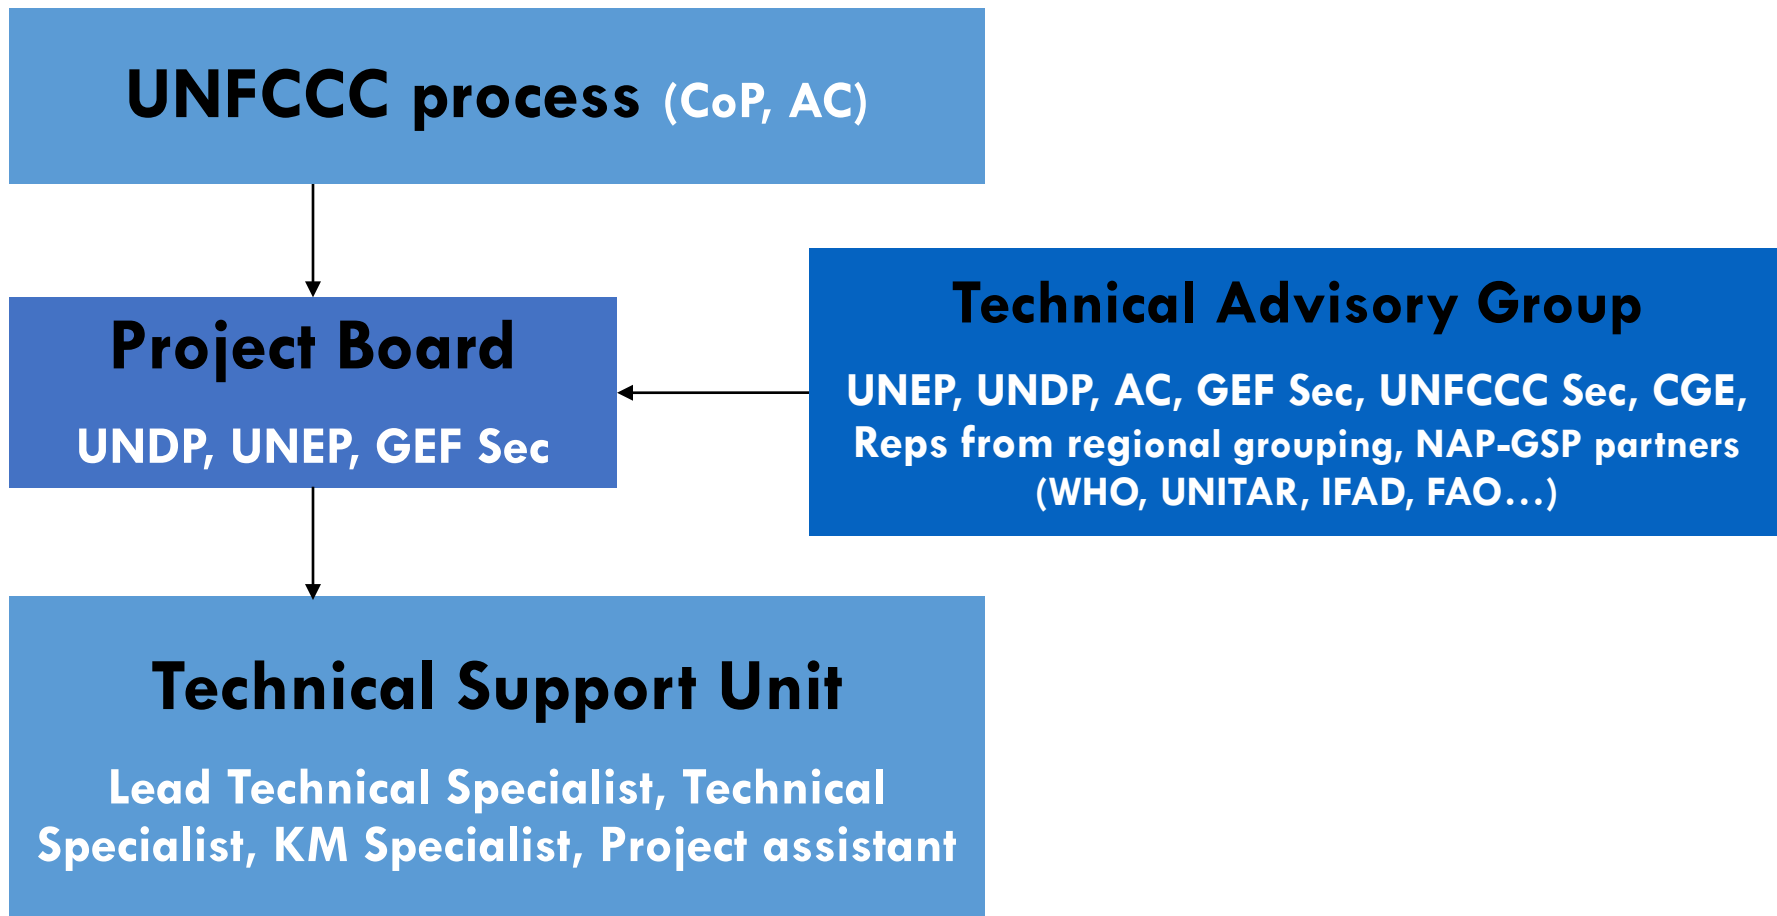 UNFCCC process (CoP, AC)
Project Board
UNDP, UNEP, GEF Sec
Technical Advisory Group
UNEP, UNDP, AC, GEF Sec, UNFCCC Sec, CGE,
Reps from regional grouping, NAP-GSP partners
(WHO, UNITAR, IFAD, FAO…)
Technical Support Unit
Lead Technical Specialist, Technical
Specialist, KM Specialist, Project assistant